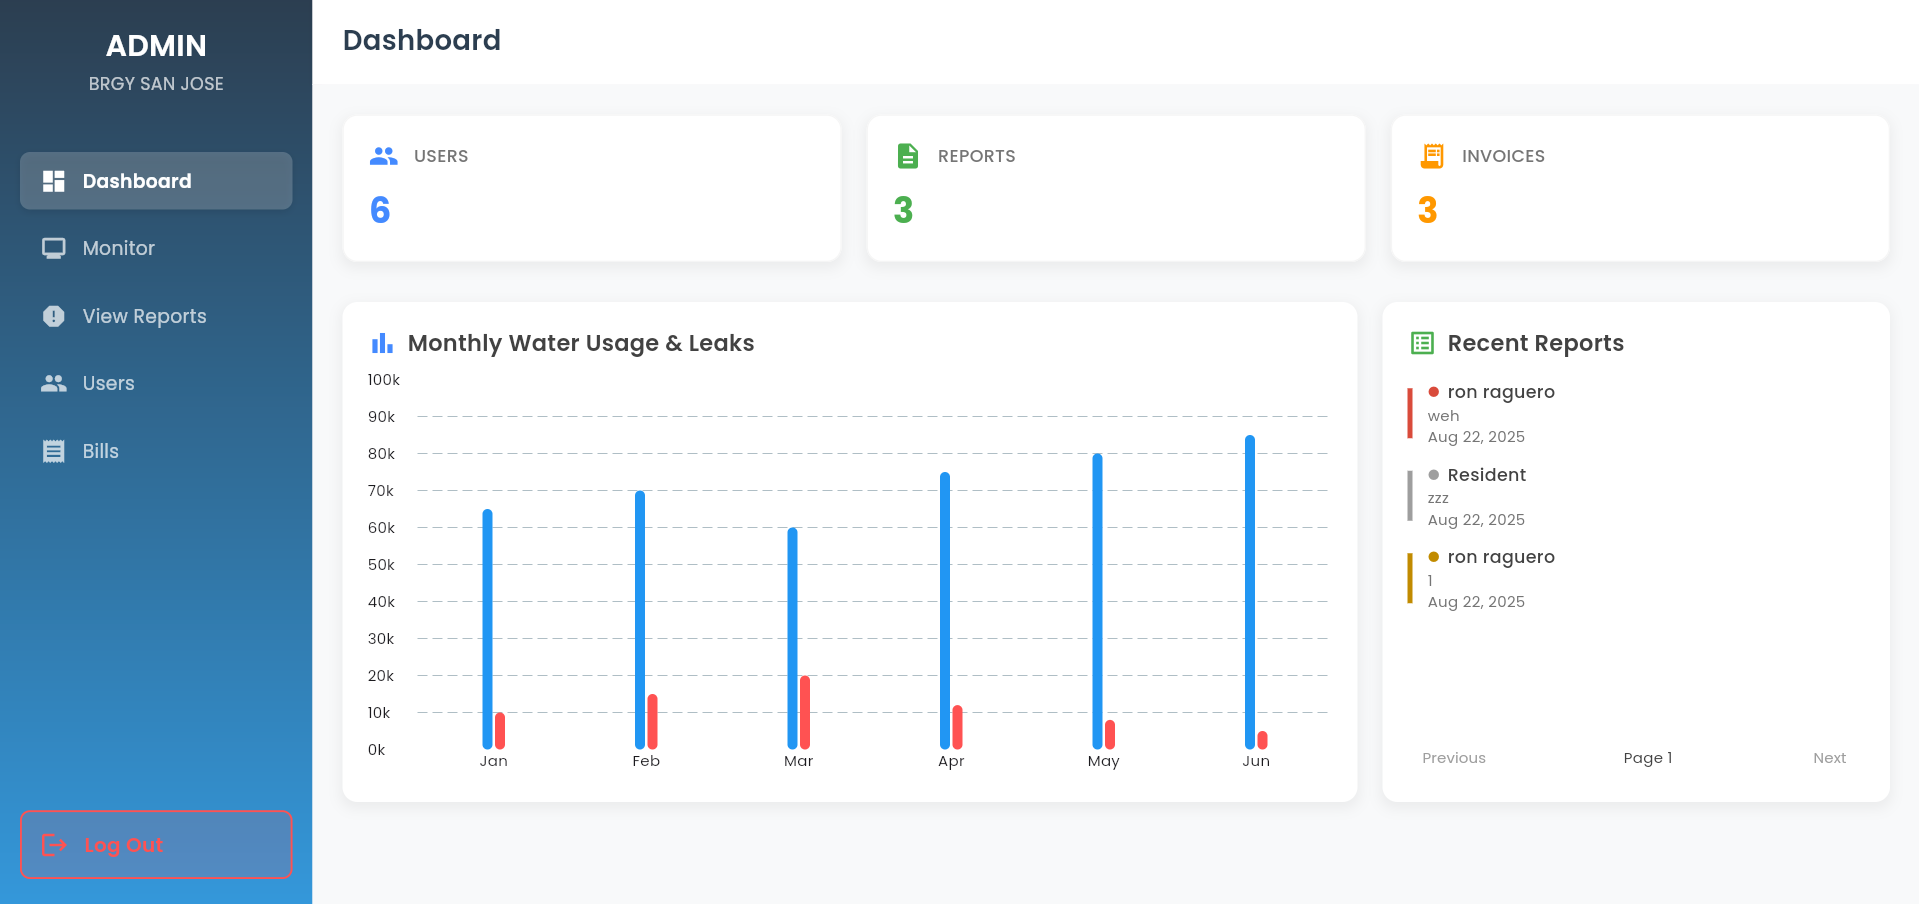 ADMIN
BRGY SAN JOSE
Dashboard
Monitor
View Reports
Users
Bills
Log Out
Dashboard
USERS
6
REPORTS
3
INVOICES
3
Monthly Water Usage & Leaks
100k
90k
80k
70k
60k
50k
40k
30k
20k
10k
0k
Jan Feb Mar Apr May Jun
Recent Reports
ron raguero
weh
Aug 22, 2025
Resident
zzz
Aug 22, 2025
ron raguero
1
Aug 22, 2025
Previous Page 1 Next